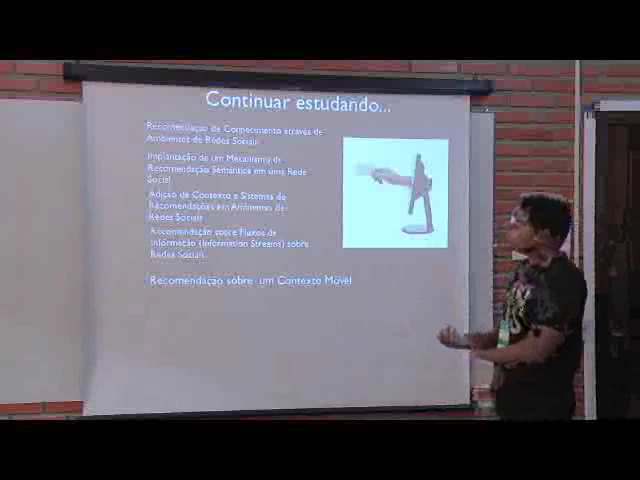 Continuar estudando...
Recomendação de Conhecimento através de
Ambientes de Redes Sociais
Implantação de um Mecanismo de
Recomendação Semântica em uma Rede
Social
Adição de Contexto e Sistemas de
Recomendações em Ambientes de
Redes Sociais
Recomendação sobre Fluxos de
Informação (Information Streams) sobre
Redes Sociais
Recomendação sobre um Contexto Móvel